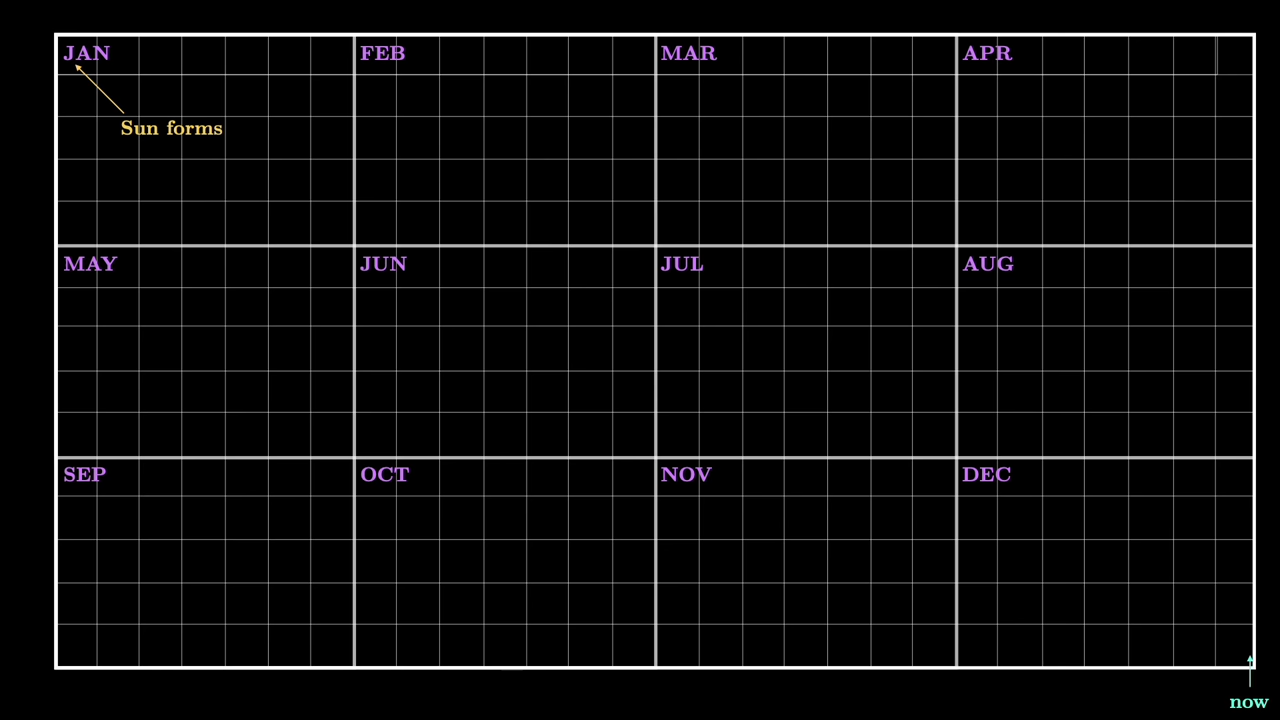 JAN FEB MAR APR
Sun forms
MAY JUN JUL AUG
SEP OCT NOV DEC
now